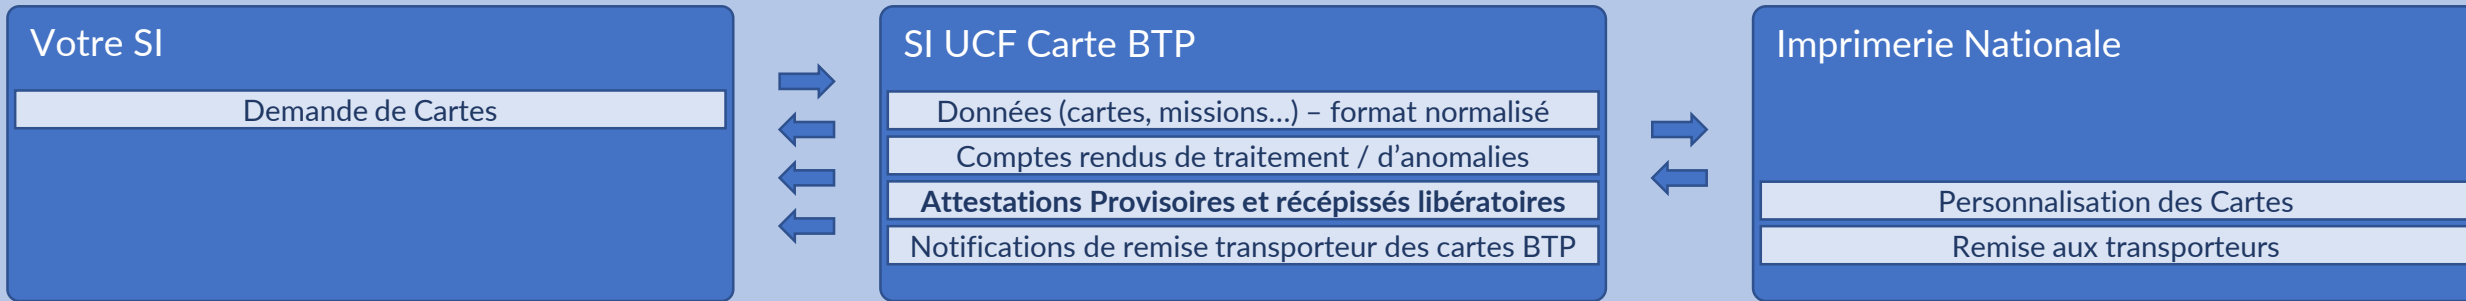 Votre SI
Demande de Cartes
SI UCF Carte BTP
Données (cartes, missions…) – format normalisé
Comptes rendus de traitement / d’anomalies
Attestations Provisoires et récépissés libératoires
Notifications de remise transporteur des cartes BTP
Imprimerie Nationale
Personnalisation des Cartes
Remise aux transporteurs